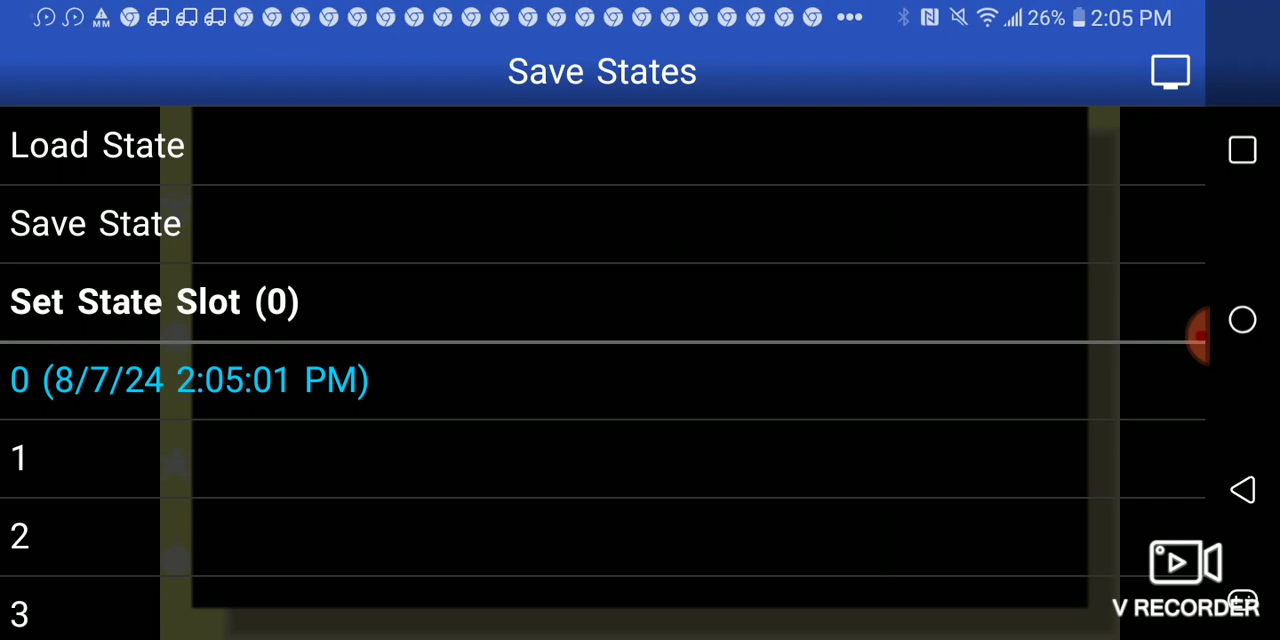 MM 26% 2:05 PM
Save States
Load State
Save State
Set State Slot (0)
0 (8/7/24 2:05:01 PM)
1
2
3
V RECORDER